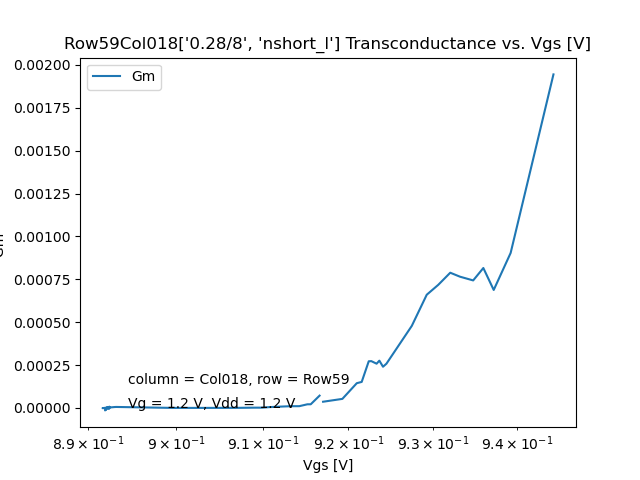 Row59Col018['0.28/8', 'nshort_l'] Transconductance vs. Vgs [V]
Gm
0.00200
0.00175
0.00150
0.00125
0.00100
0.00075
0.00050
0.00025
0.00000
Gm
column = Col018, row = Row59
Vg = 1.2 V, Vdd = 1.2 V
8.9 × 10⁻¹ 9 × 10⁻¹ 9.1 × 10⁻¹ 9.2 × 10⁻¹ 9.3 × 10⁻¹ 9.4 × 10⁻¹
Vgs [V]